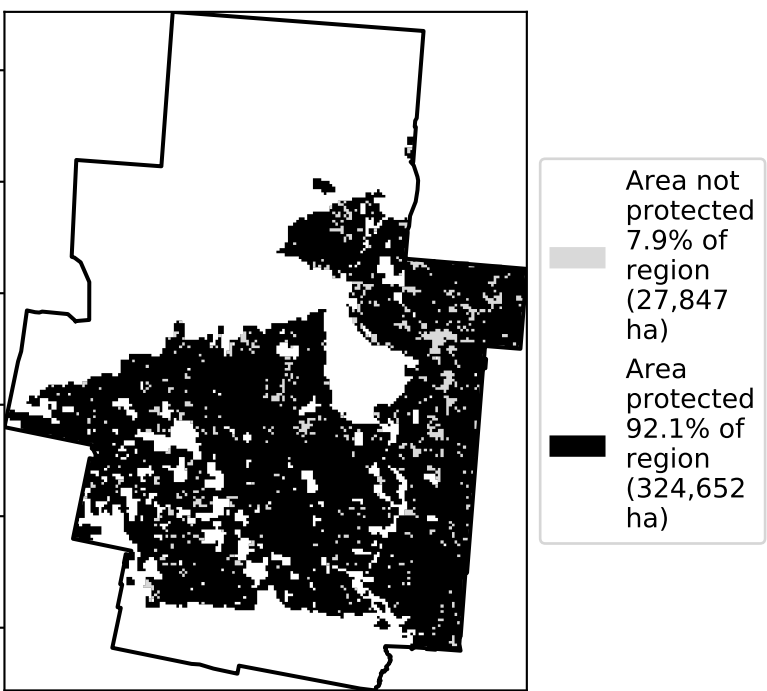 Area not
protected
7.9% of
region
(27,847
ha)
Area
protected
92.1% of
region
(324,652
ha)